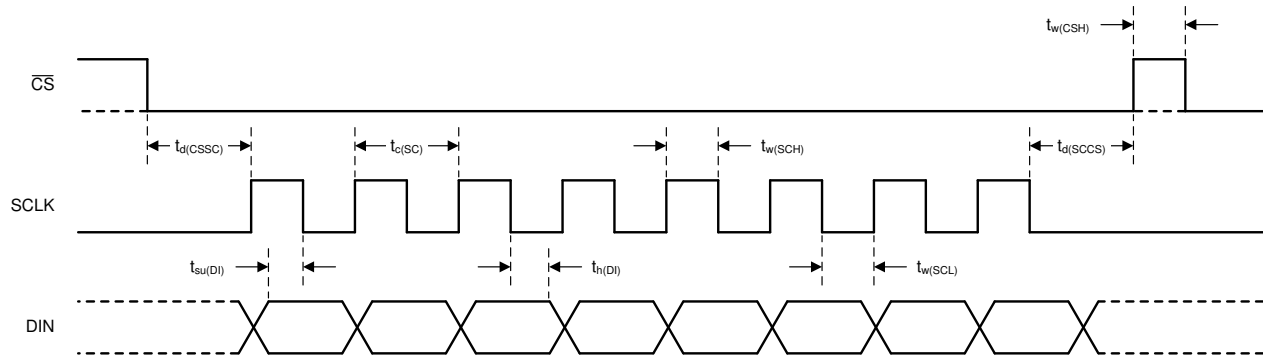 tw(CSH)
CS
td(CSSC)
tc(SC)
tw(SCH)
td(SCCS)
SCLK
tsu(DI)
th(DI)
tw(SCL)
DIN